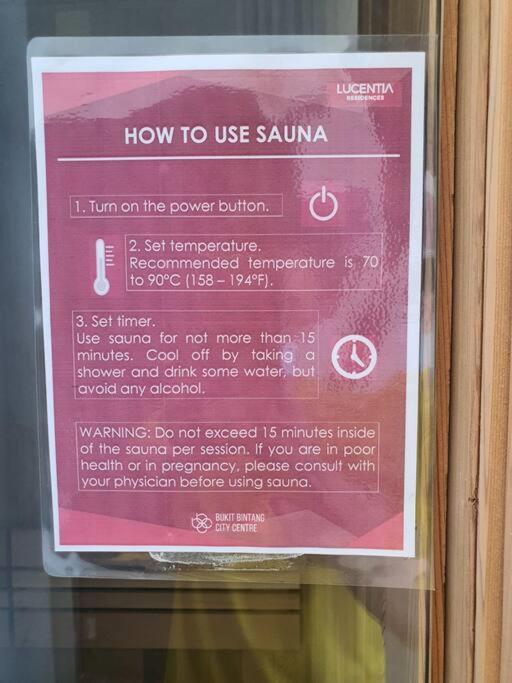 LUCENTIA
RESIDENCES
HOW TO USE SAUNA
1. Turn on the power button.
2. Set temperature.
Recommended temperature is 70
to 90°C (158 – 194°F).
3. Set timer.
Use sauna for not more than 15
minutes. Cool off by taking a
shower and drink some water, but
avoid any alcohol.
WARNING: Do not exceed 15 minutes inside
of the sauna per session. If you are in poor
health or in pregnancy, please consult with
your physician before using sauna.
BUKIT BINTANG
CITY CENTRE